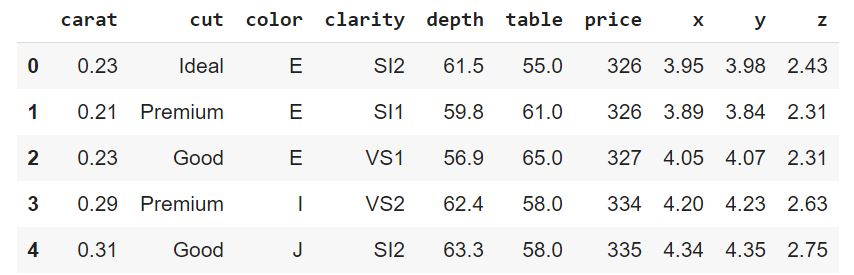 carat cut color clarity depth table price x y z
0 0.23 Ideal E SI2 61.5 55.0 326 3.95 3.98 2.43
1 0.21 Premium E SI1 59.8 61.0 326 3.89 3.84 2.31
2 0.23 Good E VS1 56.9 65.0 327 4.05 4.07 2.31
3 0.29 Premium I VS2 62.4 58.0 334 4.20 4.23 2.63
4 0.31 Good J SI2 63.3 58.0 335 4.34 4.35 2.75